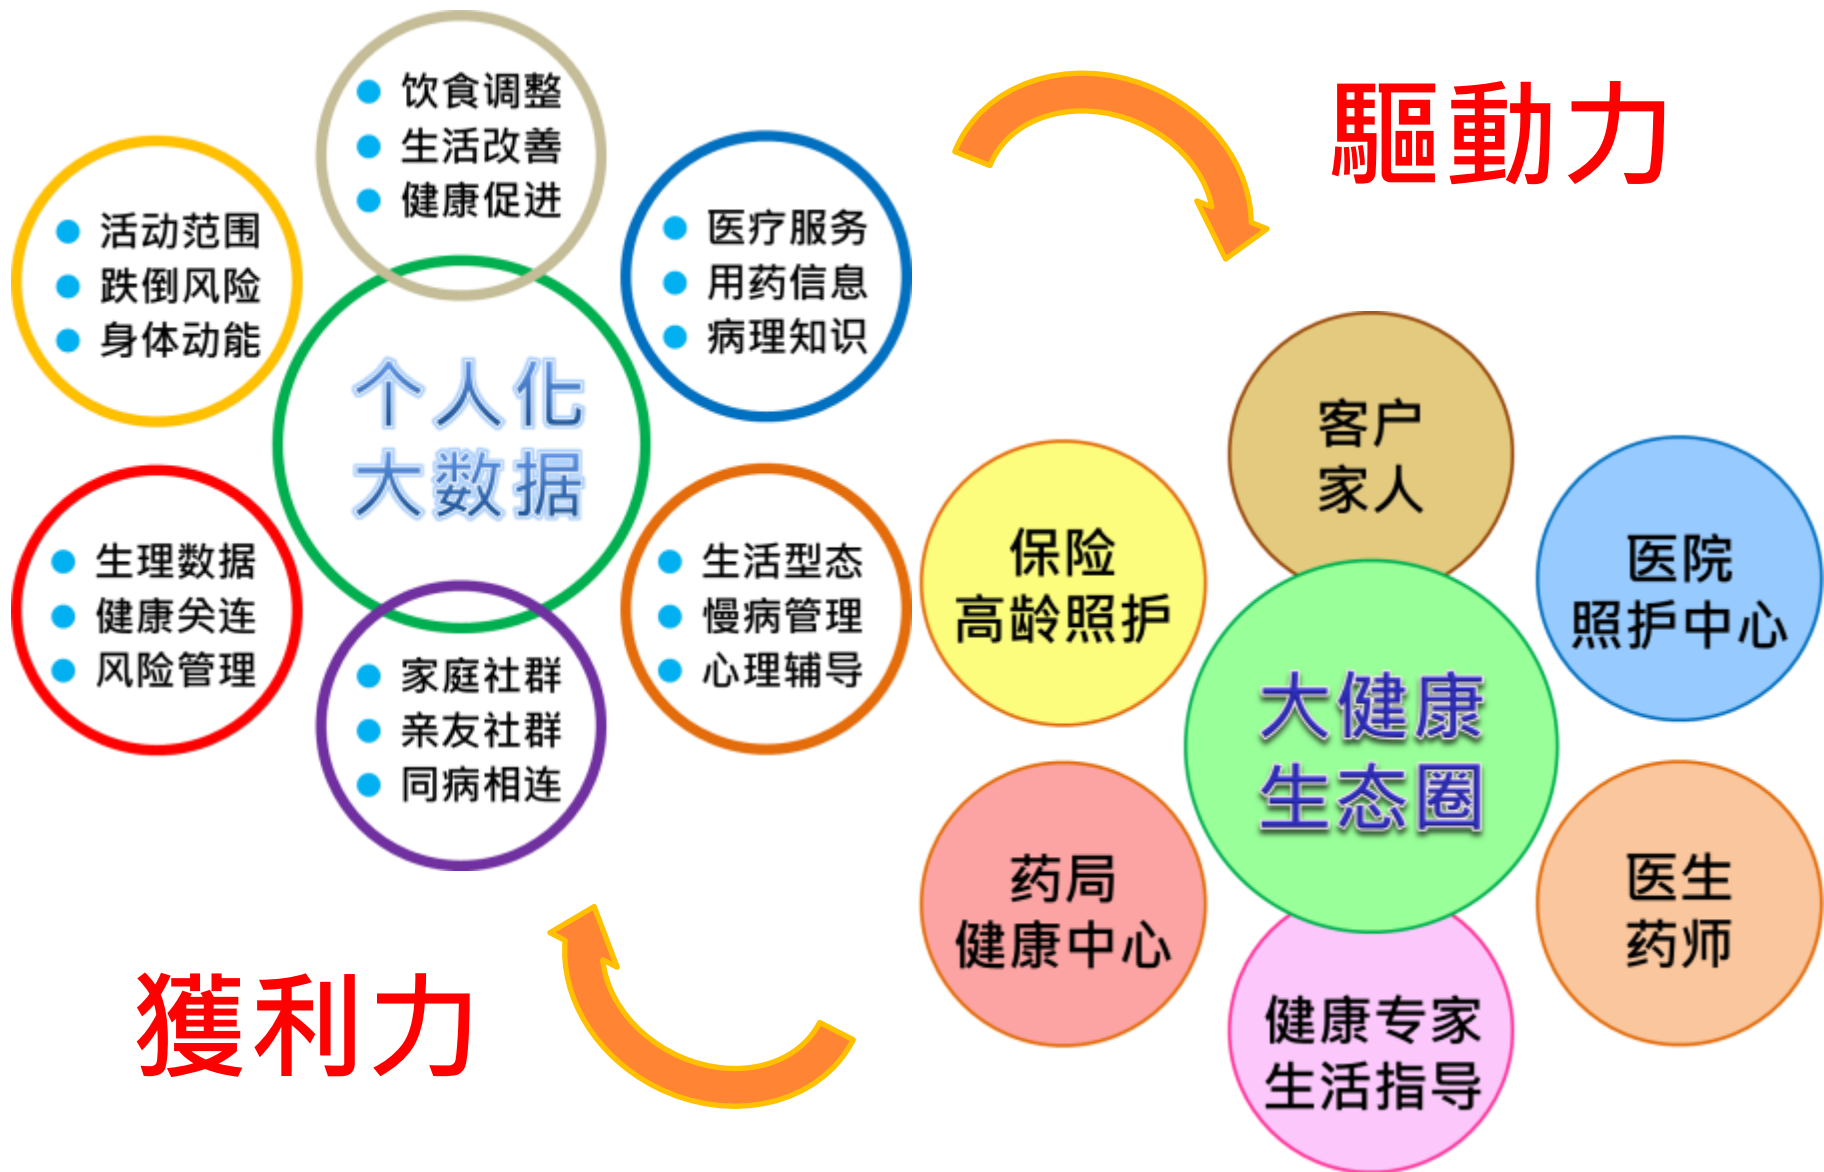 饮食调整
生活改善
健康促进
活动范围
跌倒风险
身体动能
医疗服务
用药信息
病理知识
个人化
大数据
生理数据
健康关连
风险管理
生活型态
慢病管理
心理辅导
家庭社群
亲友社群
同病相连
驅動力
客户
家人
保险
高龄照护
医院
照护中心
大健康
生态圈
药局
健康中心
医生
药师
健康专家
生活指导
獲利力